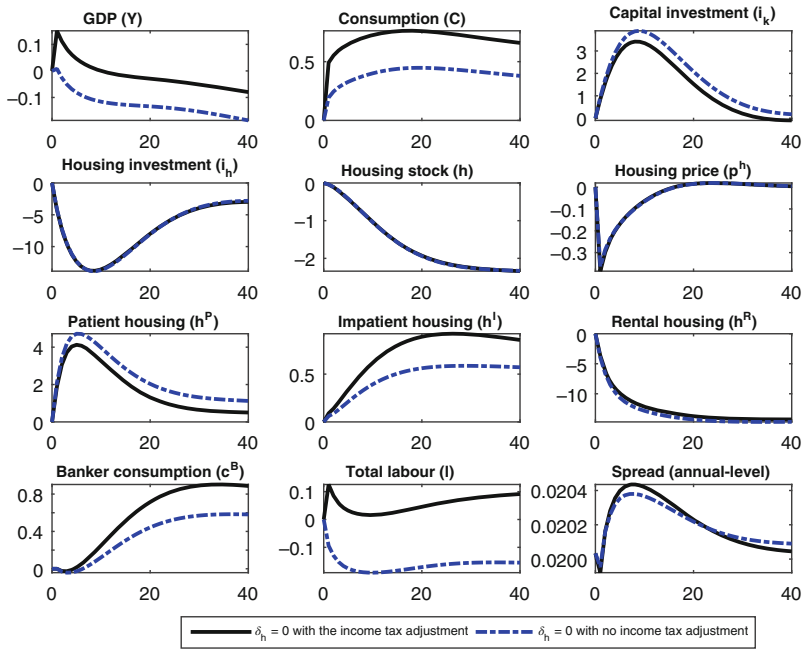 GDP (Y) Consumption (C) Capital investment (i_k)
0.1 0 −0.1 0 20 40
0.5 0 0 20 40
3 2 1 0 0 20 40
Housing investment (i_h) Housing stock (h) Housing price (p^h)
0 −5 −10 0 20 40
0 −1 −2 0 20 40
0 −0.1 −0.2 −0.3 0 20 40
Patient housing (h^P) Impatient housing (h^I) Rental housing (h^R)
4 2 0 0 20 40
0.5 0 0 20 40
0 −5 −10 0 20 40
Banker consumption (c^B) Total labour (l) Spread (annual-level)
0.8 0.4 0 0 20 40
0.1 0 −0.1 0 20 40
0.0204 0.0202 0.0200 0 20 40
δ_h = 0 with the income tax adjustment δ_h = 0 with no income tax adjustment